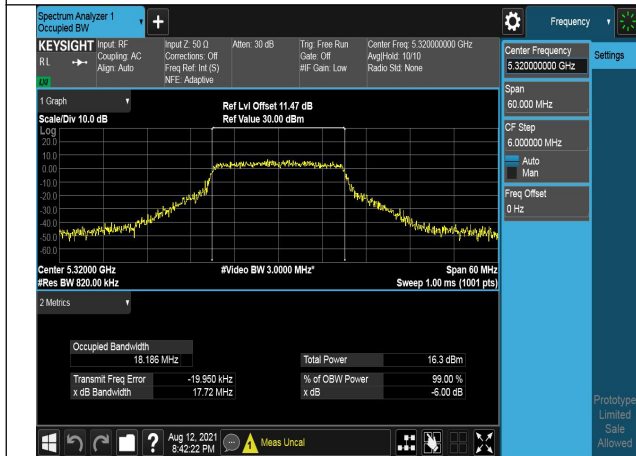 Spectrum Analyzer 1
Occupied BW
Frequency
KEYSIGHT
RL
LXI
Input: RF
Coupling: AC
Align: Auto
Input Z: 50 Ω
Corrections: Off
Freq Ref: Int (S)
NFE: Adaptive
Atten: 30 dB
Trig: Free Run
Gate: Off
#IF Gain: Low
Center Freq: 5.320000000 GHz
Avg|Hold: 10/10
Radio Std: None
1 Graph
Scale/Div 10.0 dB
Ref Lvl Offset 11.47 dB
Ref Value 30.00 dBm
Log
20.0
10.0
0.00
-10.0
-20.0
-30.0
-40.0
-50.0
-60.0
Center 5.32000 GHz
#Res BW 820.00 kHz
#Video BW 3.0000 MHz*
Span 60 MHz
Sweep 1.00 ms (1001 pts)
2 Metrics
Occupied Bandwidth
18.186 MHz
Transmit Freq Error -19.950 kHz
x dB Bandwidth 17.72 MHz
Total Power 16.3 dBm
% of OBW Power 99.00 %
x dB -6.00 dB
Aug 12, 2021
8:42:22 PM
Meas Uncal
Center Frequency
5.320000000 GHz
Span
60.000 MHz
CF Step
6.000000 MHz
Auto
Man
Freq Offset
0 Hz
Settings
Prototype
Limited
Sale
Allowed